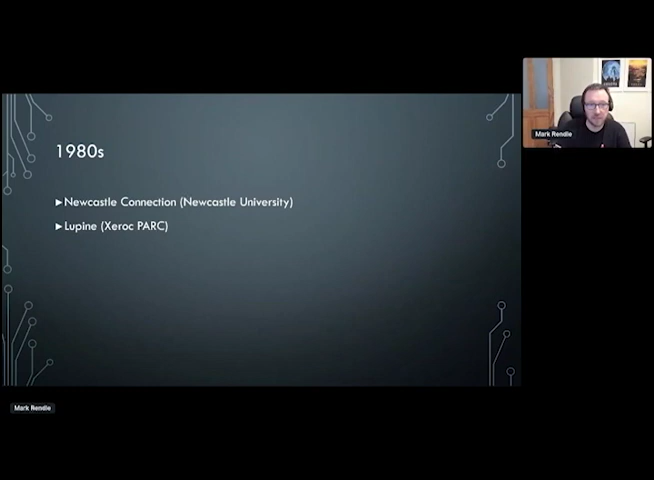 1980s
▶Newcastle Connection (Newcastle University)
▶Lupine (Xeroc PARC)
Mark Rendle
Mark Rendle